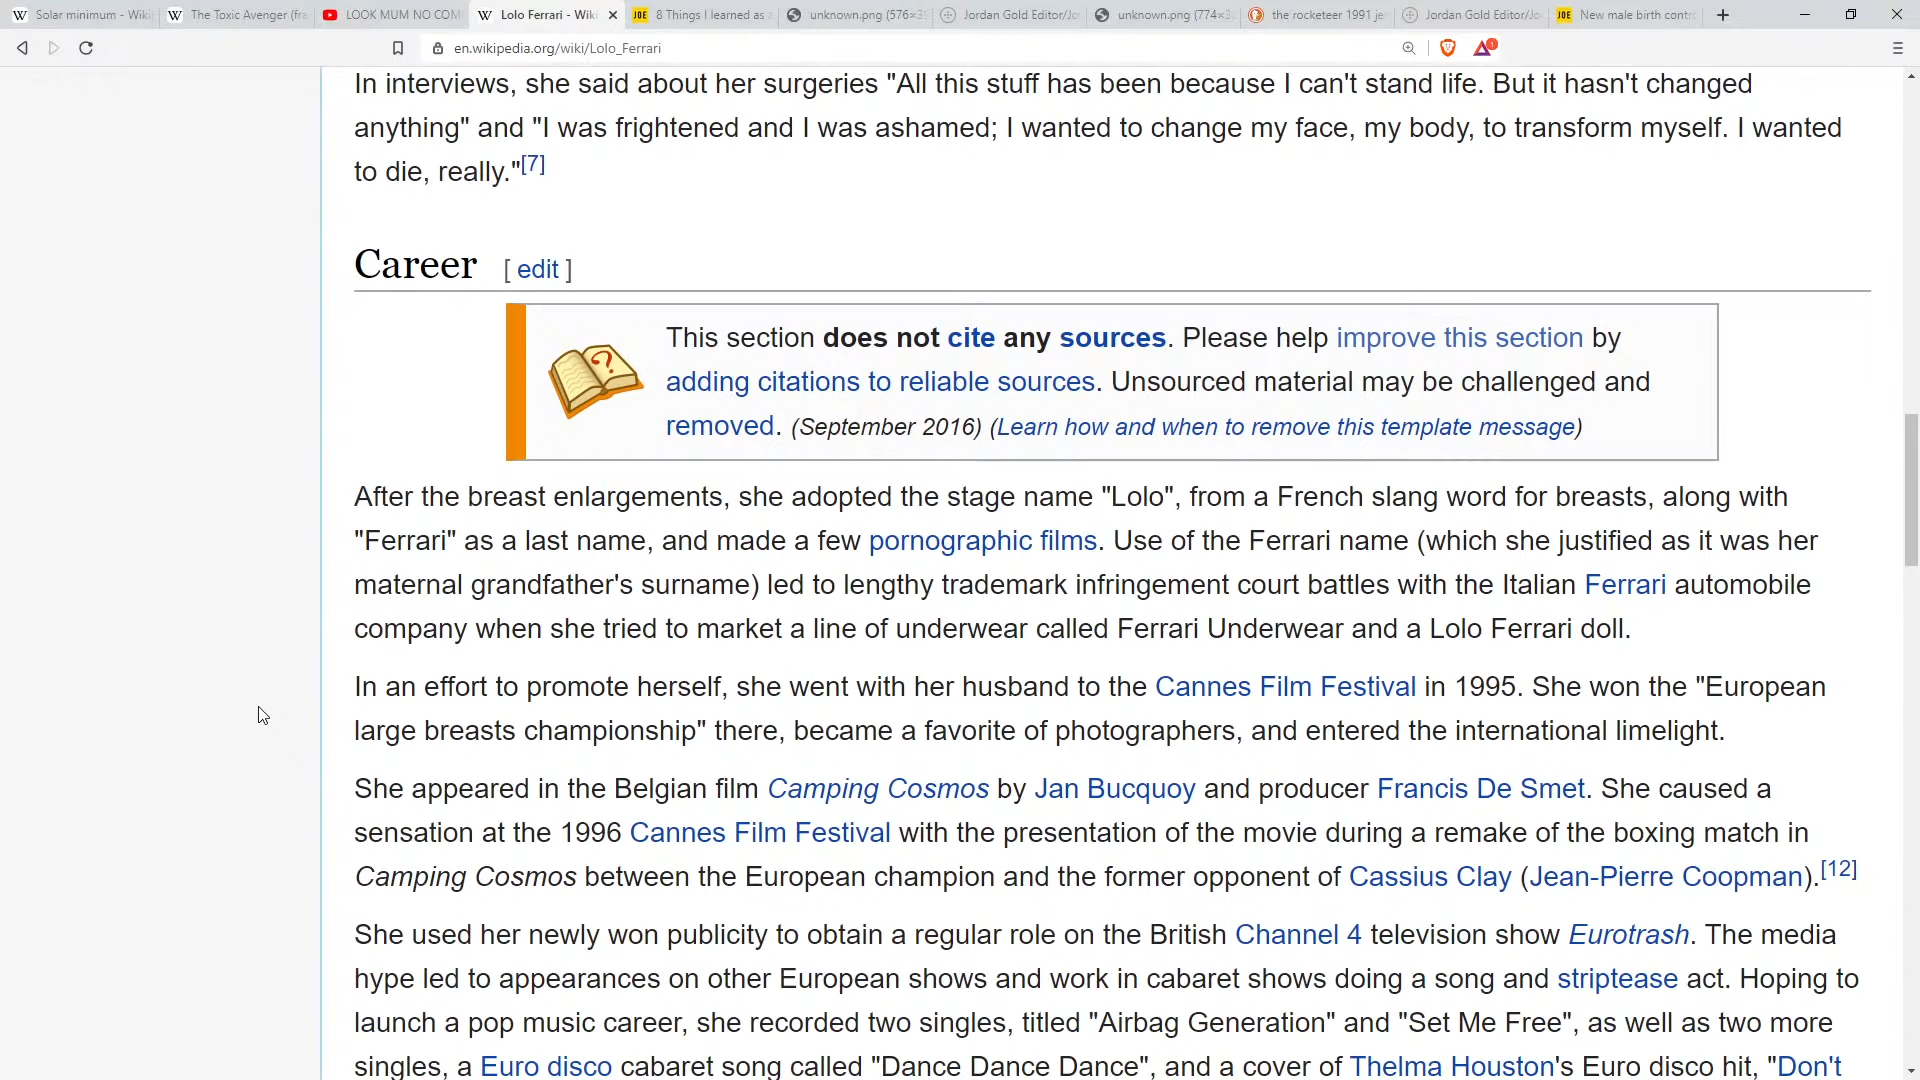 Solar minimum - Wiki
The Toxic Avenger (fra
LOOK MUM NO COM
Lolo Ferrari - Wiki
JOE 8 Things I learned as a
unknown.png (576×39
Jordan Gold Editor/Jo
unknown.png (774×3
the rocketeer 1991 je
Jordan Gold Editor/Jo
JOE New male birth contr
en.wikipedia.org/wiki/Lolo_Ferrari
1
In interviews, she said about her surgeries "All this stuff has been because I can't stand life. But it hasn't changed
anything" and "I was frightened and I was ashamed; I wanted to change my face, my body, to transform myself. I wanted
to die, really."[7]
Career [ edit ]
This section does not cite any sources. Please help improve this section by
adding citations to reliable sources. Unsourced material may be challenged and
removed. (September 2016) (Learn how and when to remove this template message)
After the breast enlargements, she adopted the stage name "Lolo", from a French slang word for breasts, along with
"Ferrari" as a last name, and made a few pornographic films. Use of the Ferrari name (which she justified as it was her
maternal grandfather's surname) led to lengthy trademark infringement court battles with the Italian Ferrari automobile
company when she tried to market a line of underwear called Ferrari Underwear and a Lolo Ferrari doll.
In an effort to promote herself, she went with her husband to the Cannes Film Festival in 1995. She won the "European
large breasts championship" there, became a favorite of photographers, and entered the international limelight.
She appeared in the Belgian film Camping Cosmos by Jan Bucquoy and producer Francis De Smet. She caused a
sensation at the 1996 Cannes Film Festival with the presentation of the movie during a remake of the boxing match in
Camping Cosmos between the European champion and the former opponent of Cassius Clay (Jean-Pierre Coopman).[12]
She used her newly won publicity to obtain a regular role on the British Channel 4 television show Eurotrash. The media
hype led to appearances on other European shows and work in cabaret shows doing a song and striptease act. Hoping to
launch a pop music career, she recorded two singles, titled "Airbag Generation" and "Set Me Free", as well as two more
singles, a Euro disco cabaret song called "Dance Dance Dance", and a cover of Thelma Houston's Euro disco hit, "Don't